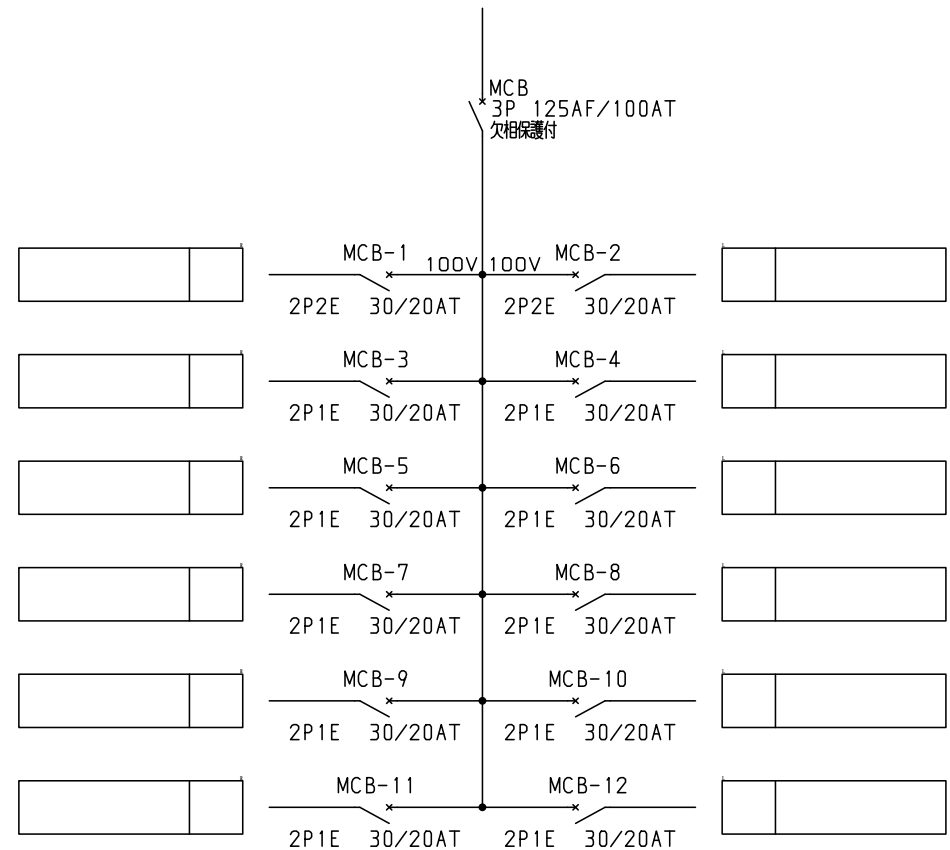 MCB
3P 125AF/100AT
欠相保護付
MCB-1 100V 100V MCB-2
2P2E 30/20AT 2P2E 30/20AT
MCB-3 MCB-4
2P1E 30/20AT 2P1E 30/20AT
MCB-5 MCB-6
2P1E 30/20AT 2P1E 30/20AT
MCB-7 MCB-8
2P1E 30/20AT 2P1E 30/20AT
MCB-9 MCB-10
2P1E 30/20AT 2P1E 30/20AT
MCB-11 MCB-12
2P1E 30/20AT 2P1E 30/20AT